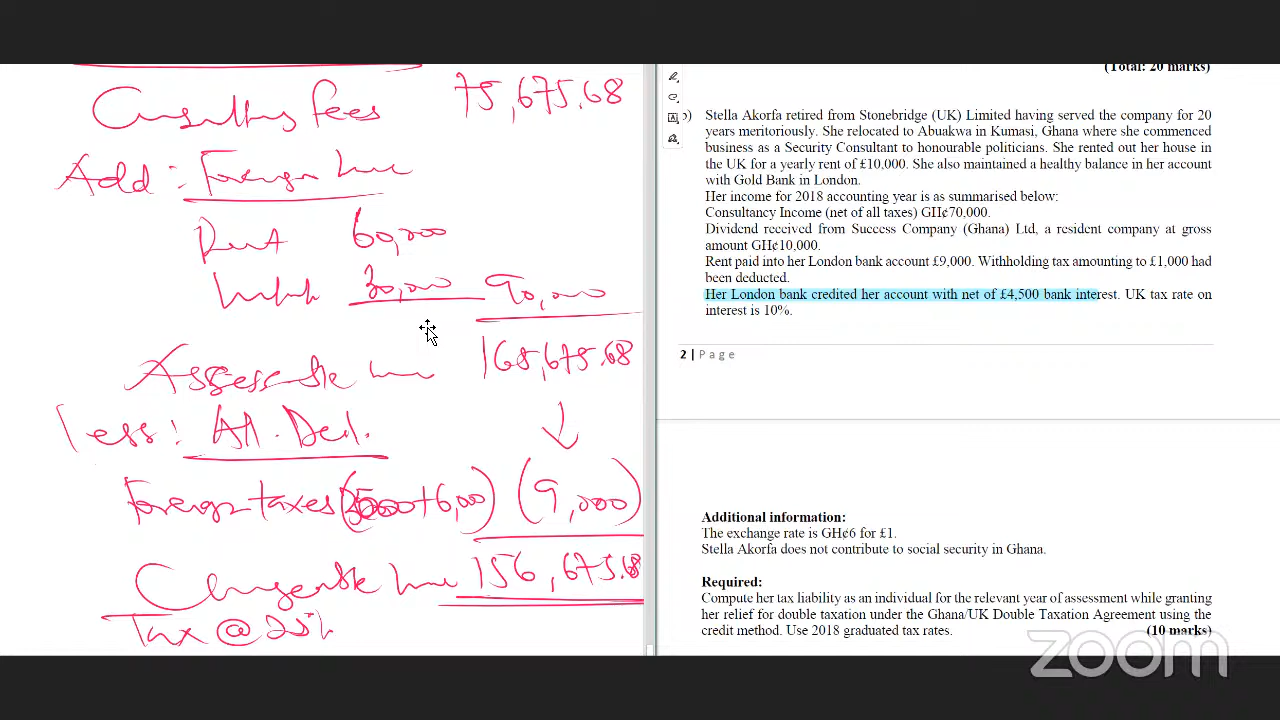 Consulting fees 75,675.68
Add: Foreign Inc
Rent 60,000
30,000 90,000
Assessable Inc 165,675.68
Less: All. Ded.
Foreign taxes ( +6,000) (9,000)
Chargeable Inc 156,675.68
Tax @ 25%
(Total: 20 marks)
) Stella Akorfa retired from Stonebridge (UK) Limited having served the company for 20
years meritoriously. She relocated to Abuakwa in Kumasi, Ghana where she commenced
business as a Security Consultant to honourable politicians. She rented out her house in
the UK for a yearly rent of £10,000. She also maintained a healthy balance in her account
with Gold Bank in London.
Her income for 2018 accounting year is as summarised below:
Consultancy Income (net of all taxes) GH¢70,000.
Dividend received from Success Company (Ghana) Ltd, a resident company at gross
amount GH¢10,000.
Rent paid into her London bank account £9,000. Withholding tax amounting to £1,000 had
been deducted.
Her London bank credited her account with net of £4,500 bank interest. UK tax rate on
interest is 10%.
2 | Page
Additional information:
The exchange rate is GH¢6 for £1.
Stella Akorfa does not contribute to social security in Ghana.
Required:
Compute her tax liability as an individual for the relevant year of assessment while granting
her relief for double taxation under the Ghana/UK Double Taxation Agreement using the
credit method. Use 2018 graduated tax rates. (10 marks)
zoom